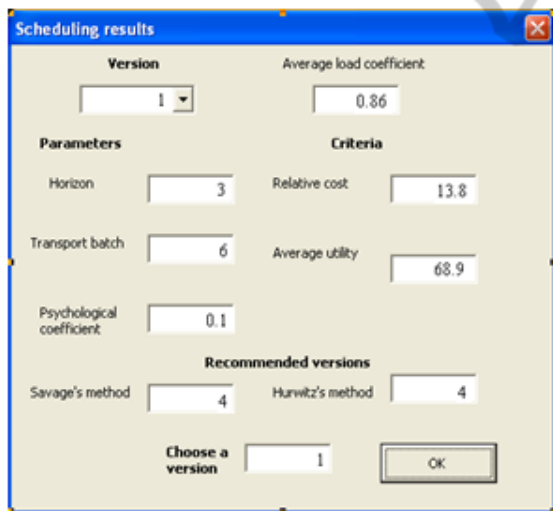 Scheduling results
Version
Average load coefficient
1
0.86
Parameters
Criteria
Horizon
3
Relative cost
13.8
Transport batch
6
Average utility
68.9
Psychological
coefficient
0.1
Recommended versions
Savage's method
4
Hurwitz's method
4
Choose a
version
1
OK